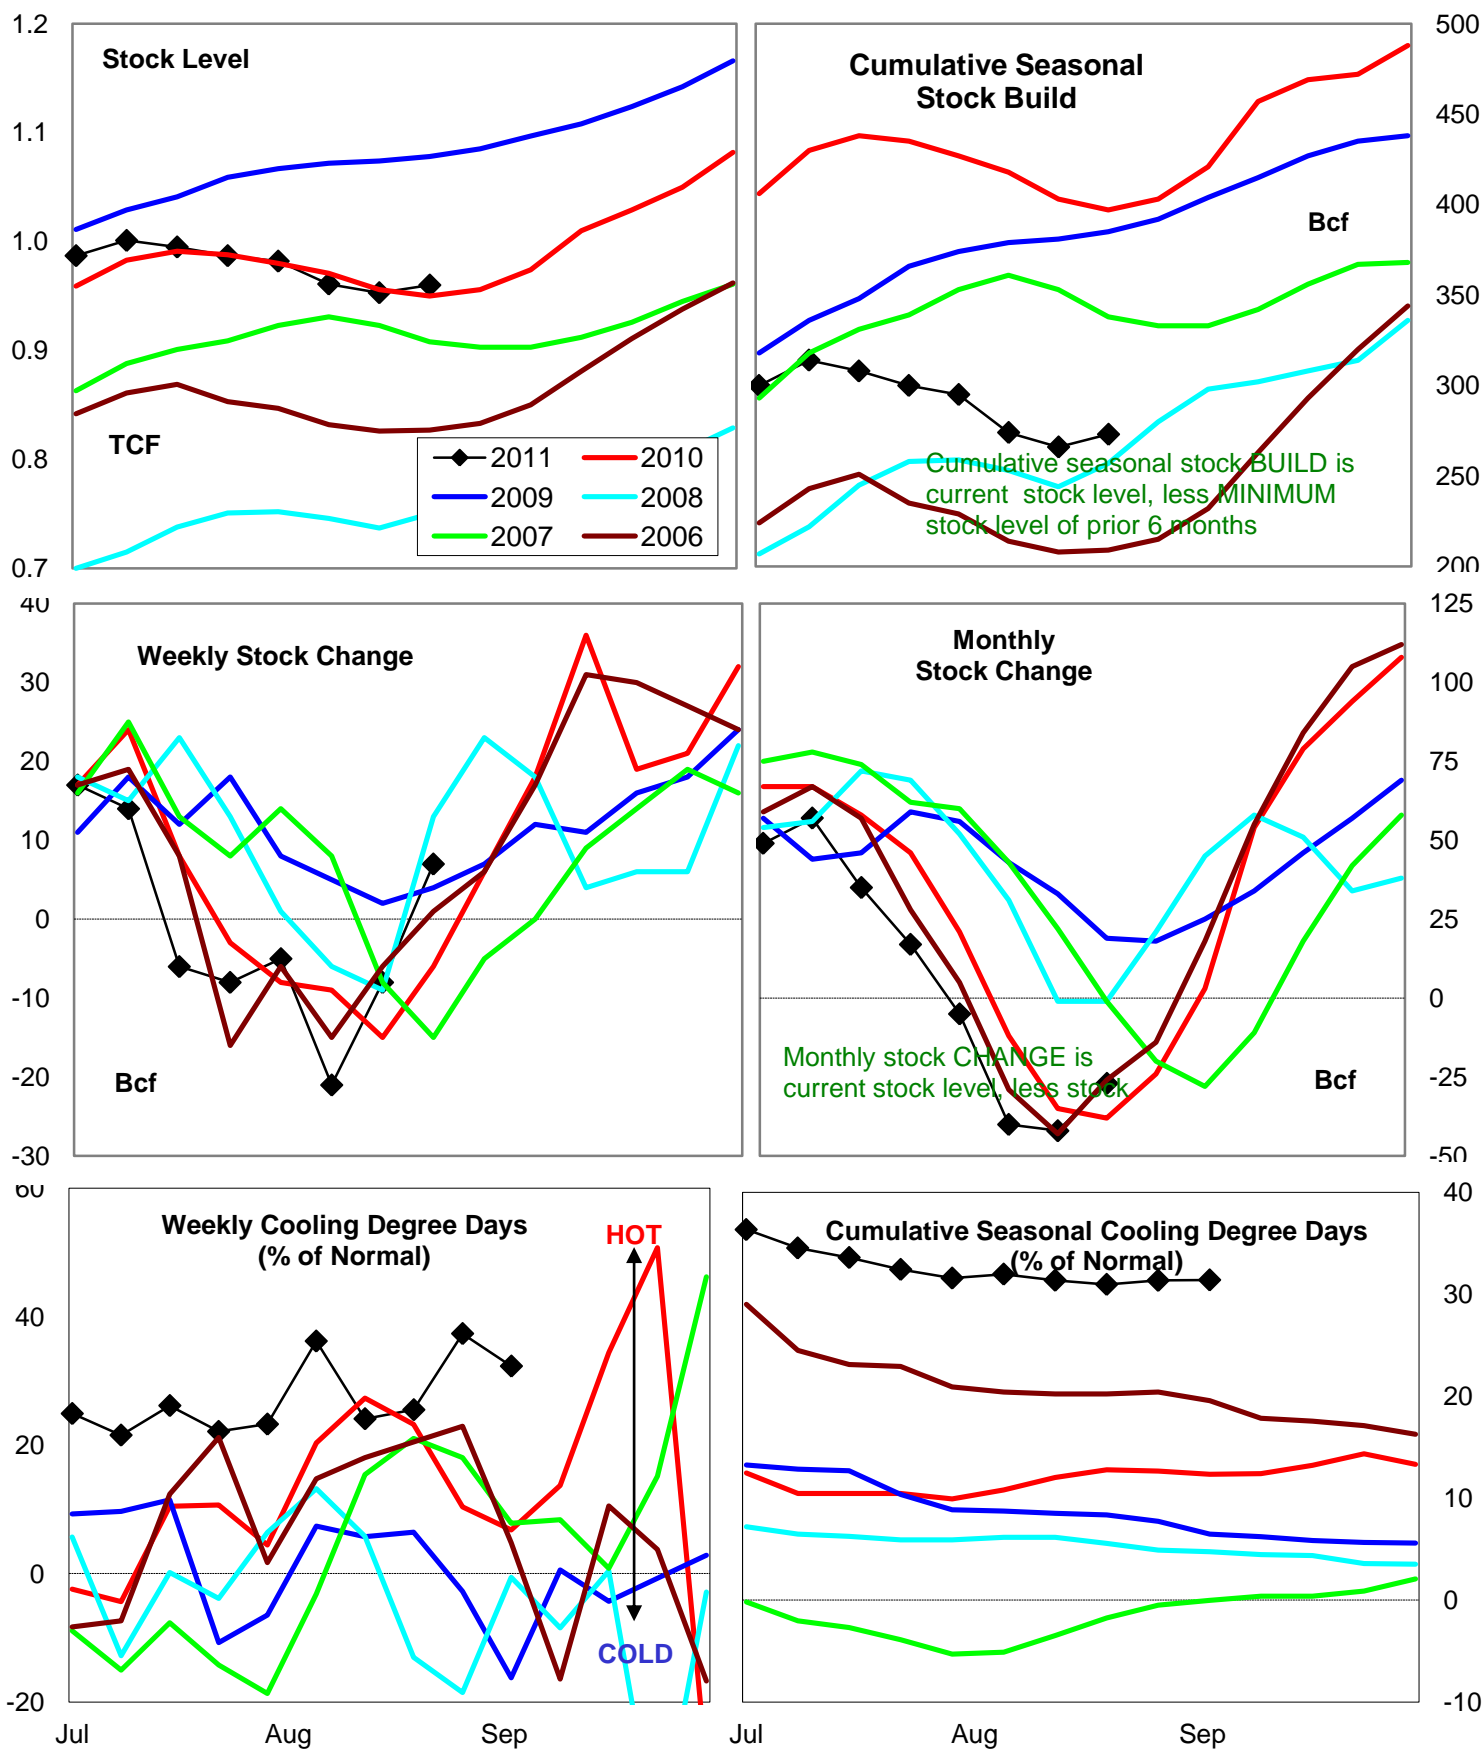 1.2
1.1
1.0
0.9
0.8
0.7
Stock Level
TCF
2011
2010
2009
2008
2007
2006
Cumulative Seasonal
Stock Build
Bcf
Cumulative seasonal stock BUILD is
current stock level, less MINIMUM
stock level of prior 6 months
500
450
400
350
300
250
200
40
30
20
10
0
-10
-20
-30
Weekly Stock Change
Bcf
Monthly
Stock Change
Monthly stock CHANGE is
current stock level, less stock
Bcf
125
100
75
50
25
0
-25
-50
60
40
20
0
-20
Weekly Cooling Degree Days
(% of Normal)
HOT
COLD
Jul
Aug
Sep
Cumulative Seasonal Cooling Degree Days
(% of Normal)
40
30
20
10
0
-10
Jul
Aug
Sep